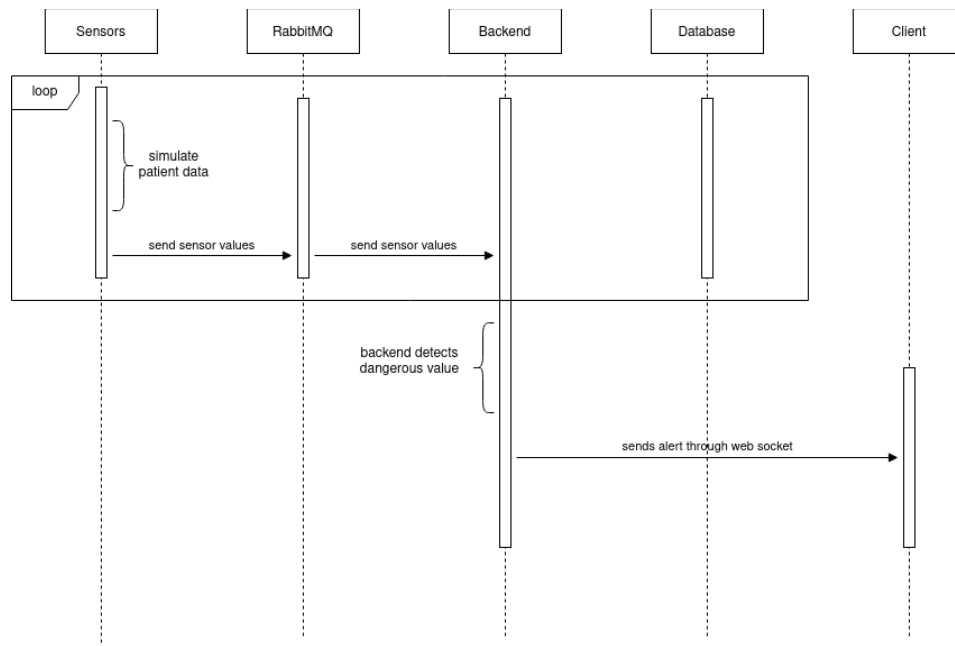 Sensors
RabbitMQ
Backend
Database
Client
loop
simulate
patient data
send sensor values
send sensor values
backend detects
dangerous value
sends alert through web socket